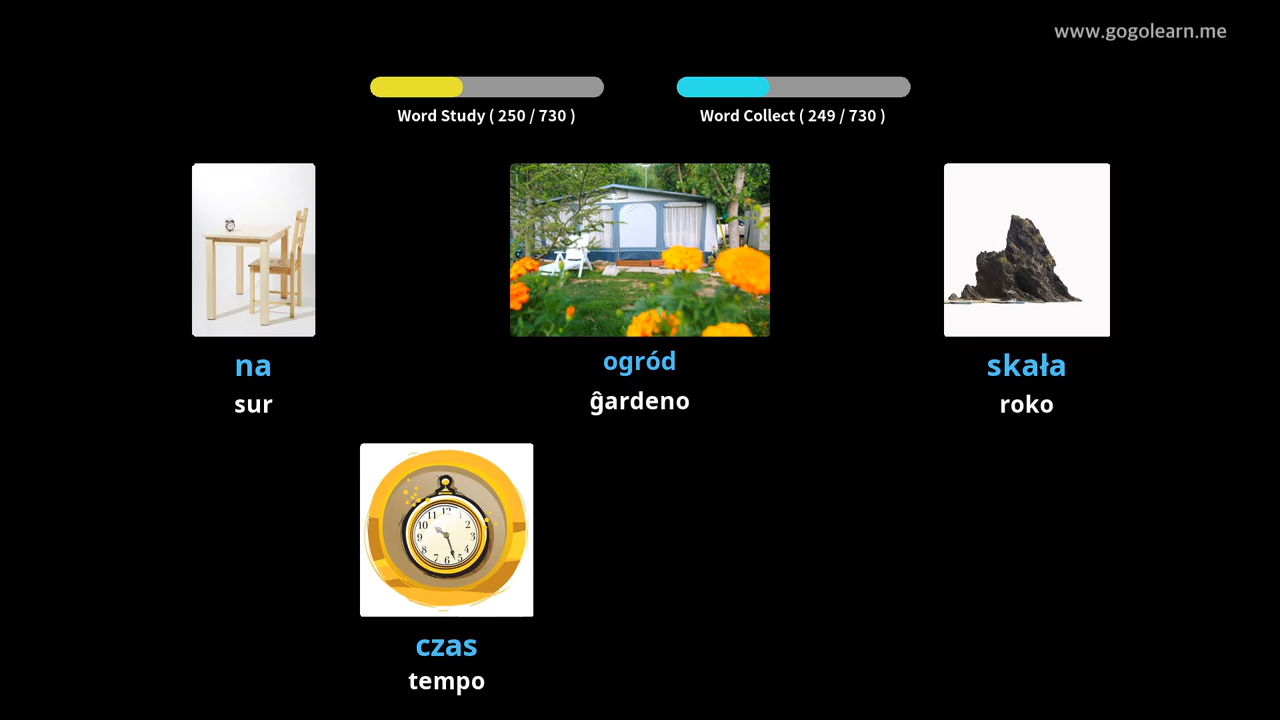 www.gogolearn.me
Word Study ( 250 / 730 )
Word Collect ( 249 / 730 )
na
sur
ogród
ĝardeno
skała
roko
czas
tempo